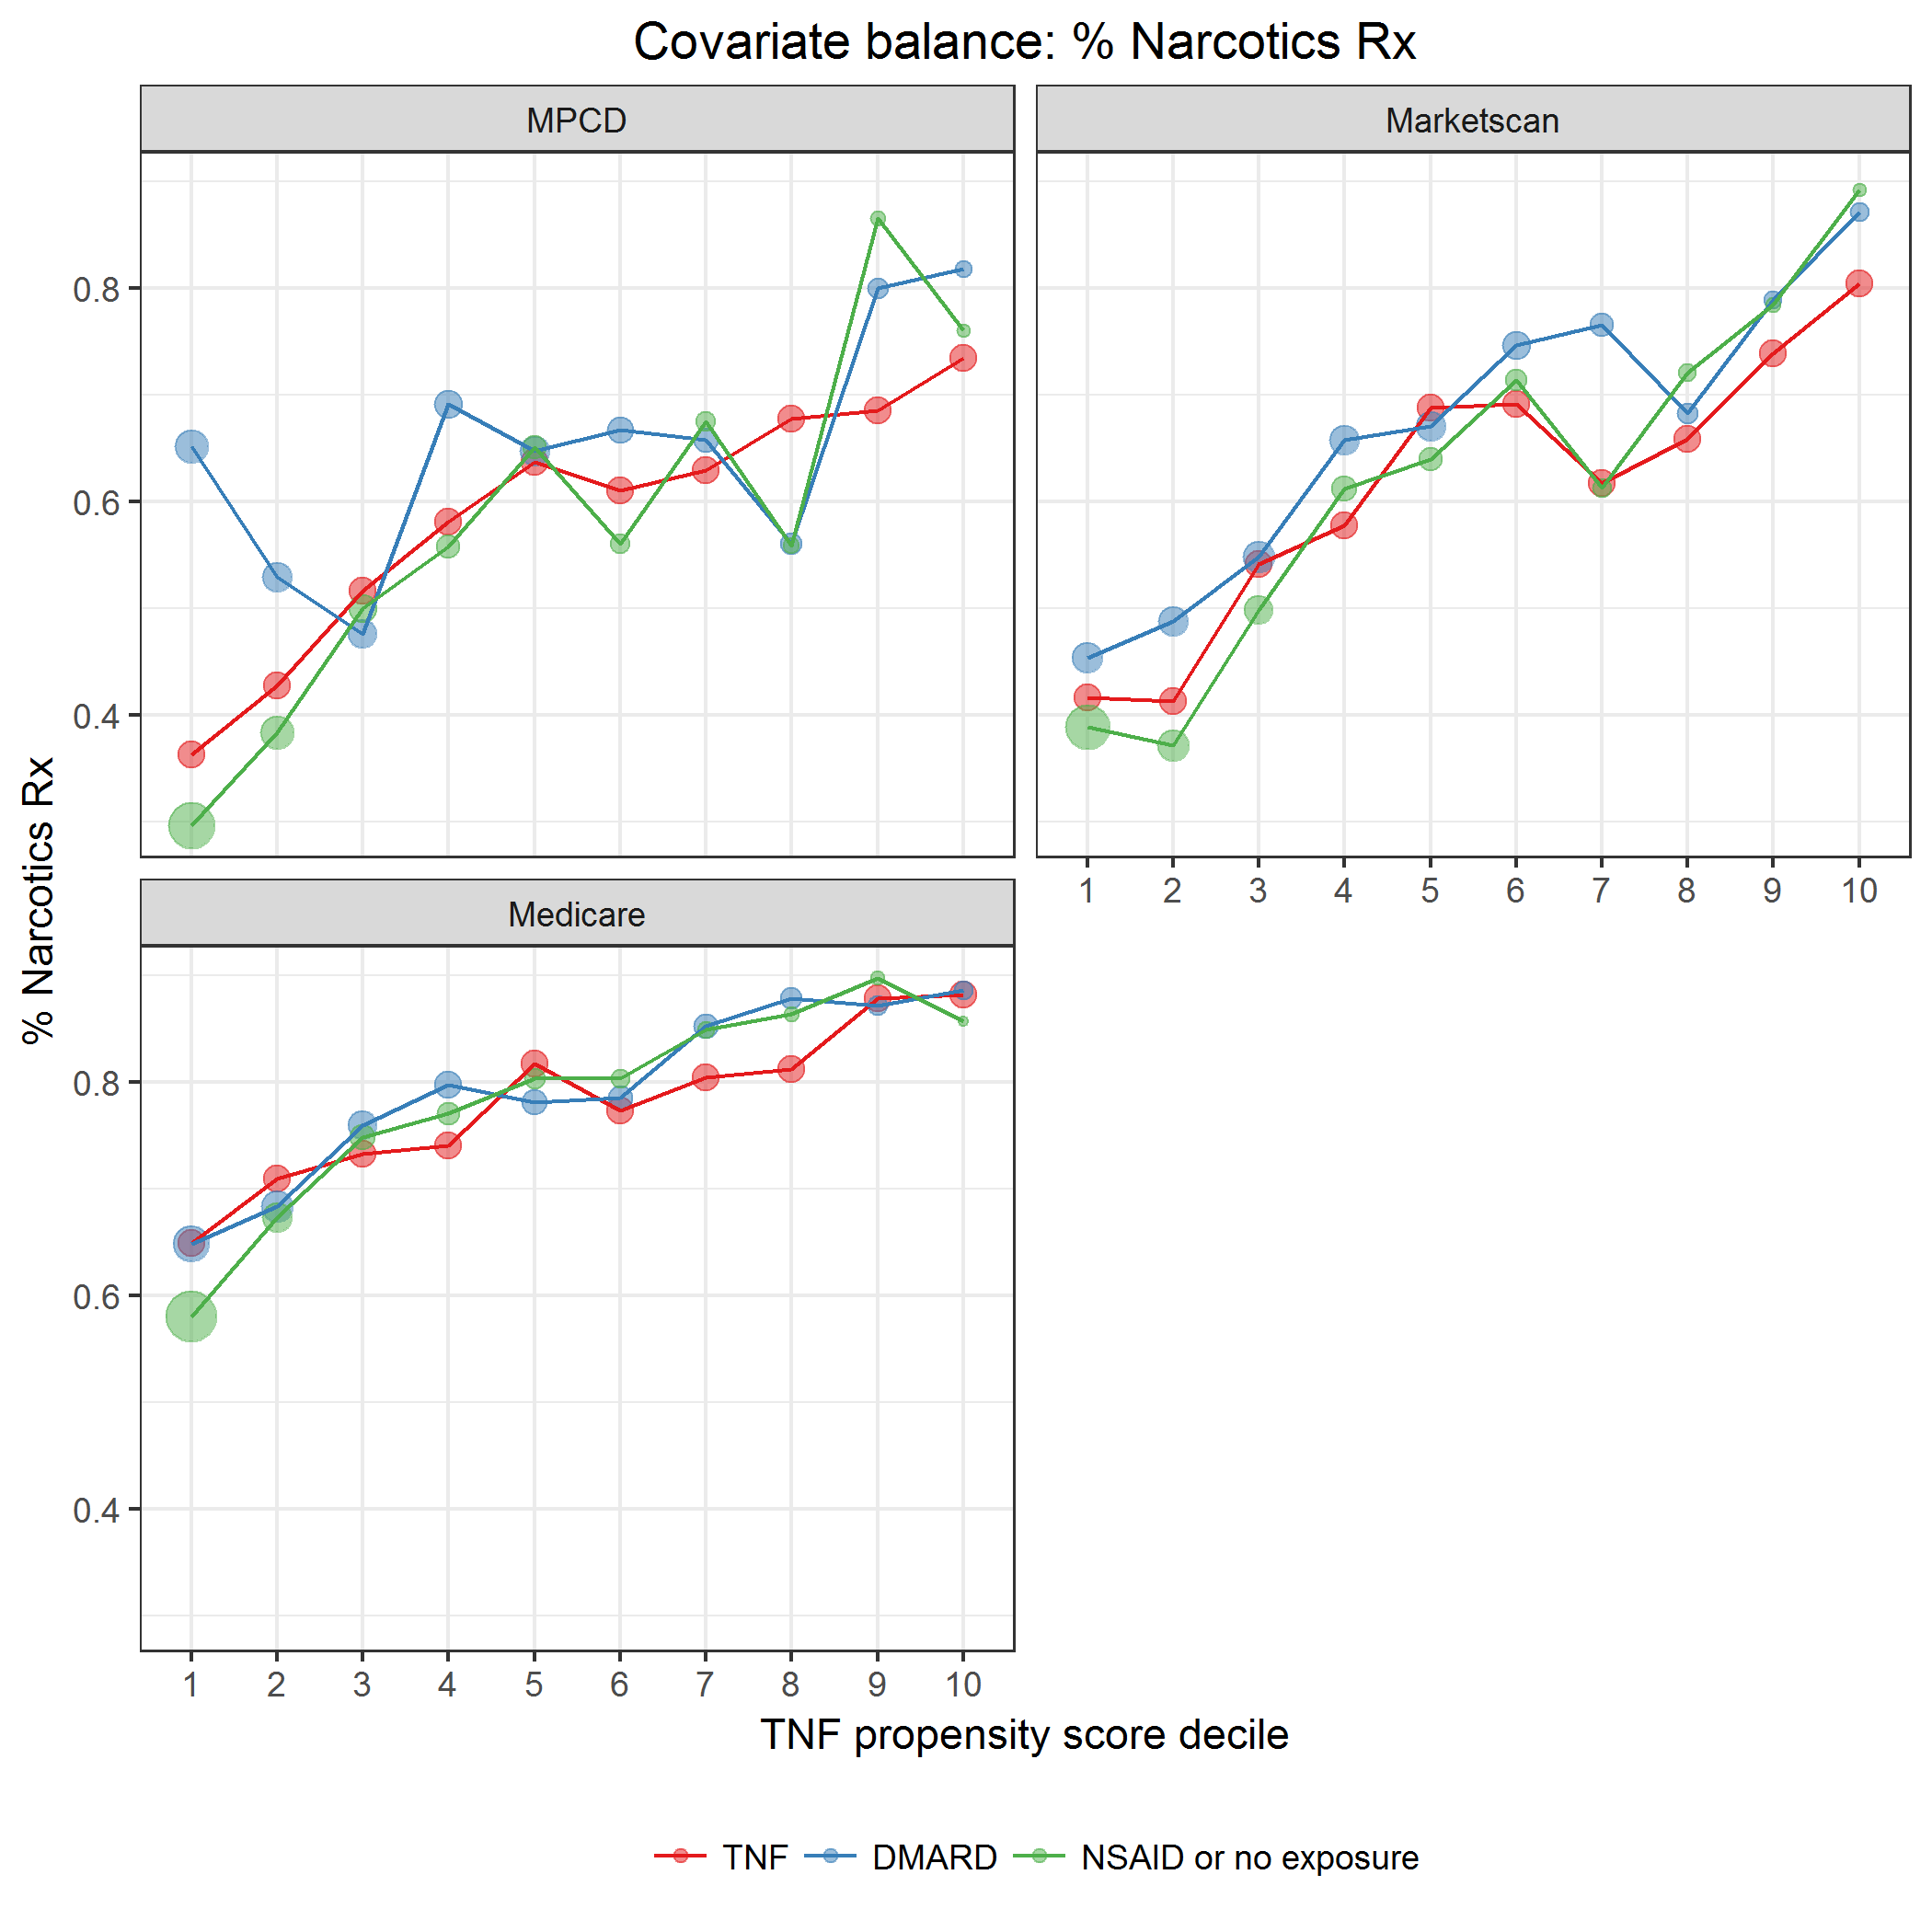 Covariate balance: % Narcotics Rx
MPCD
Marketscan
0.8
0.6
0.4
1 2 3 4 5 6 7 8 9 10
Medicare
0.8
0.6
0.4
1 2 3 4 5 6 7 8 9 10
% Narcotics Rx
TNF propensity score decile
TNF DMARD NSAID or no exposure